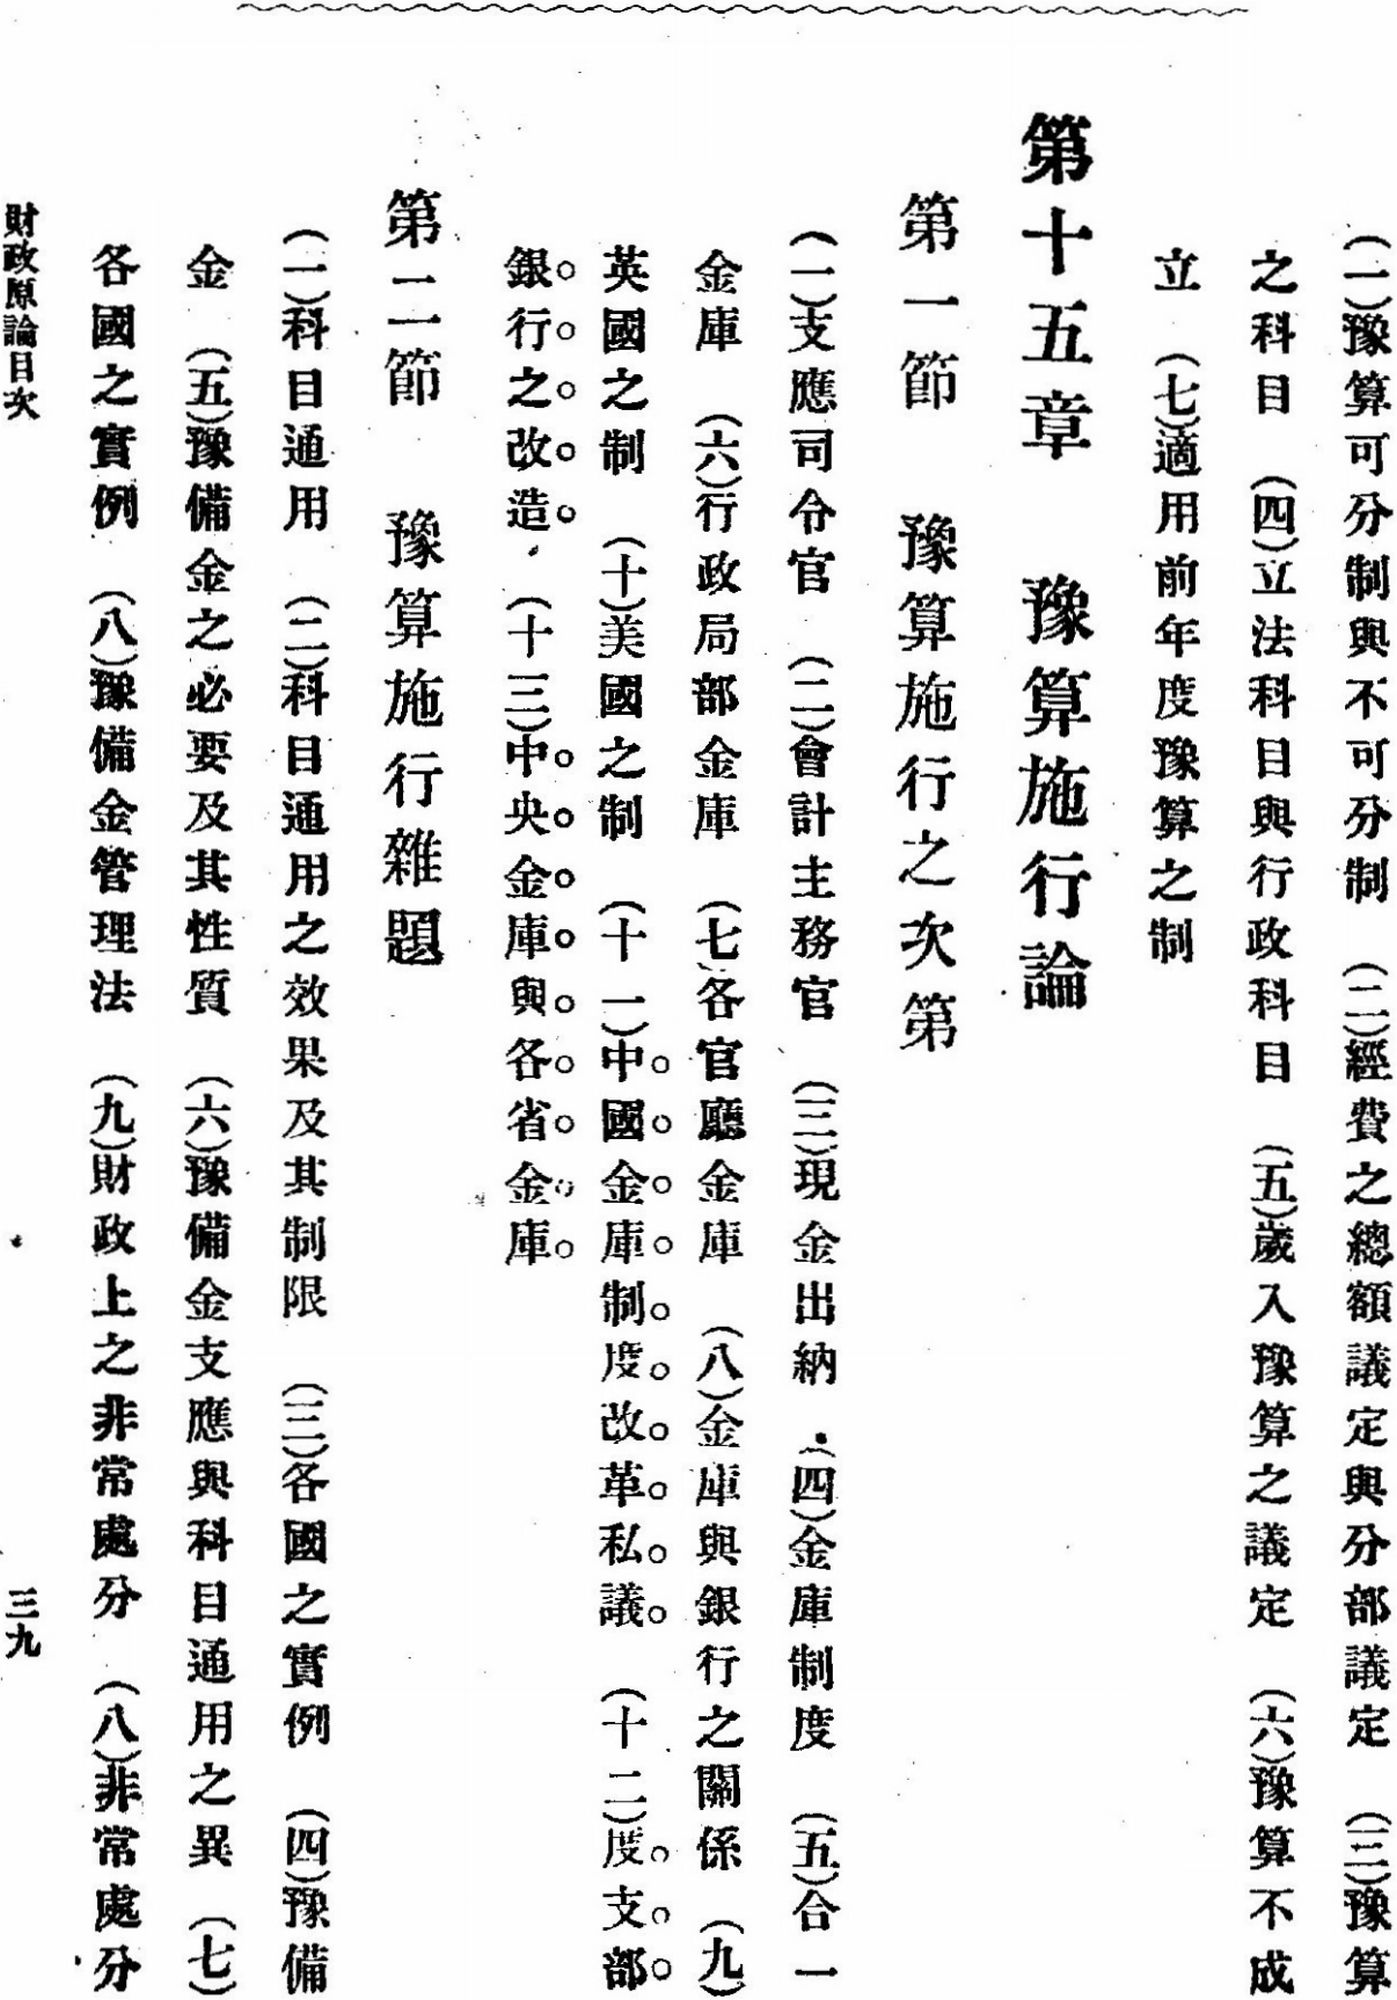 (一)豫算可分制與不可分制　(二)經費之總額議定與分部議定　(三)豫算
之科目　(四)立法科目與行政科目　(五)歲入豫算之議定　(六)豫算不成
立　(七)適用前年度豫算之制
第十五章　豫算施行論
第一節　豫算施行之次第
(一)支應司令官　(二)會計主務官　(三)現金出納　(四)金庫制度　(五)合一
金庫　(六)行政局部金庫　(七)各官廳金庫　(八)金庫與銀行之關係　(九)
英國之制　(十)美國之制　(十一)中國金庫制度改革私議　(十二)度支部
銀行之改造　(十三)中央金庫與各省金庫
第二節　豫算施行雜題
(一)科目通用　(二)科目通用之效果及其制限　(三)各國之實例　(四)豫備
金　(五)豫備金之必要及其性質　(六)豫備金支應與科目通用之異　(七)
各國之實例　(八)豫備金管理法　(九)財政上之非常處分　(八)非常處分
財政原論目次　三九